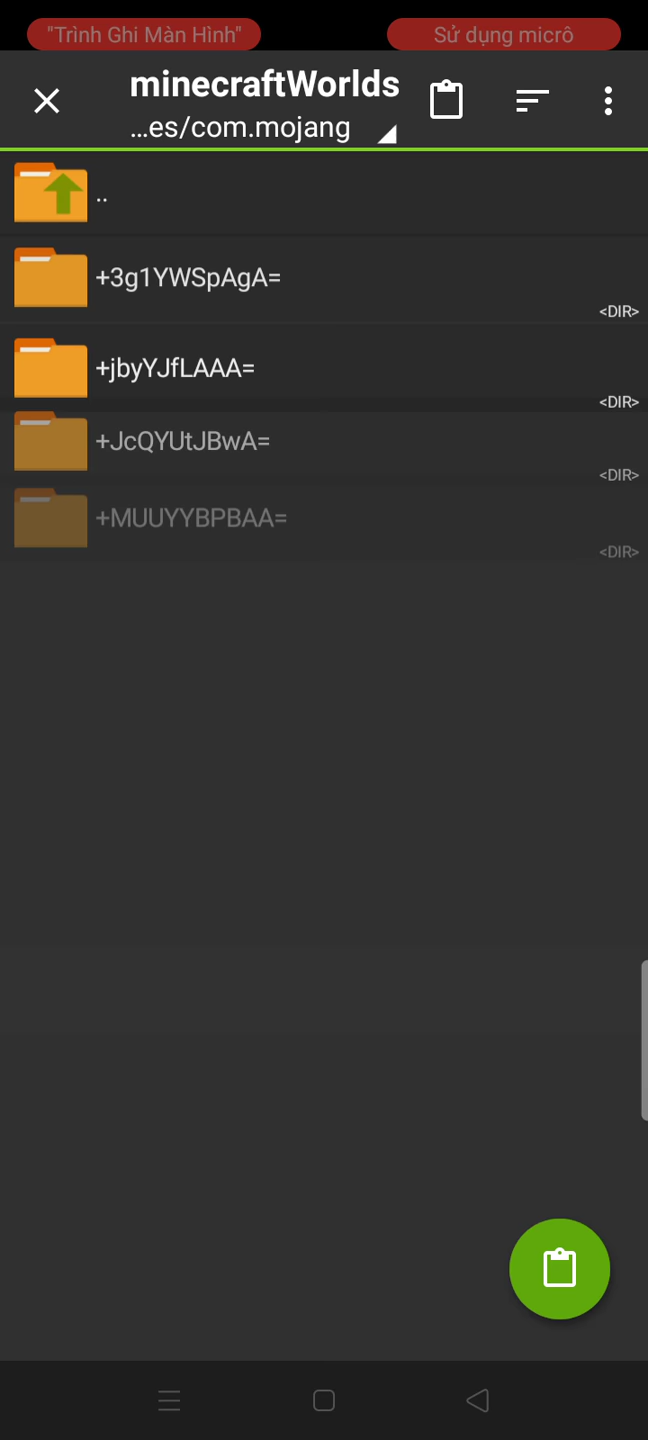 "Trình Ghi Màn Hình"
Sử dụng micrô
minecraftWorlds
...es/com.mojang
..
+3g1YWSpAgA=
<DIR>
+jbyYJfLAAA=
<DIR>
+JcQYUtJBwA=
<DIR>
+MUUYYBPBAA=
<DIR>